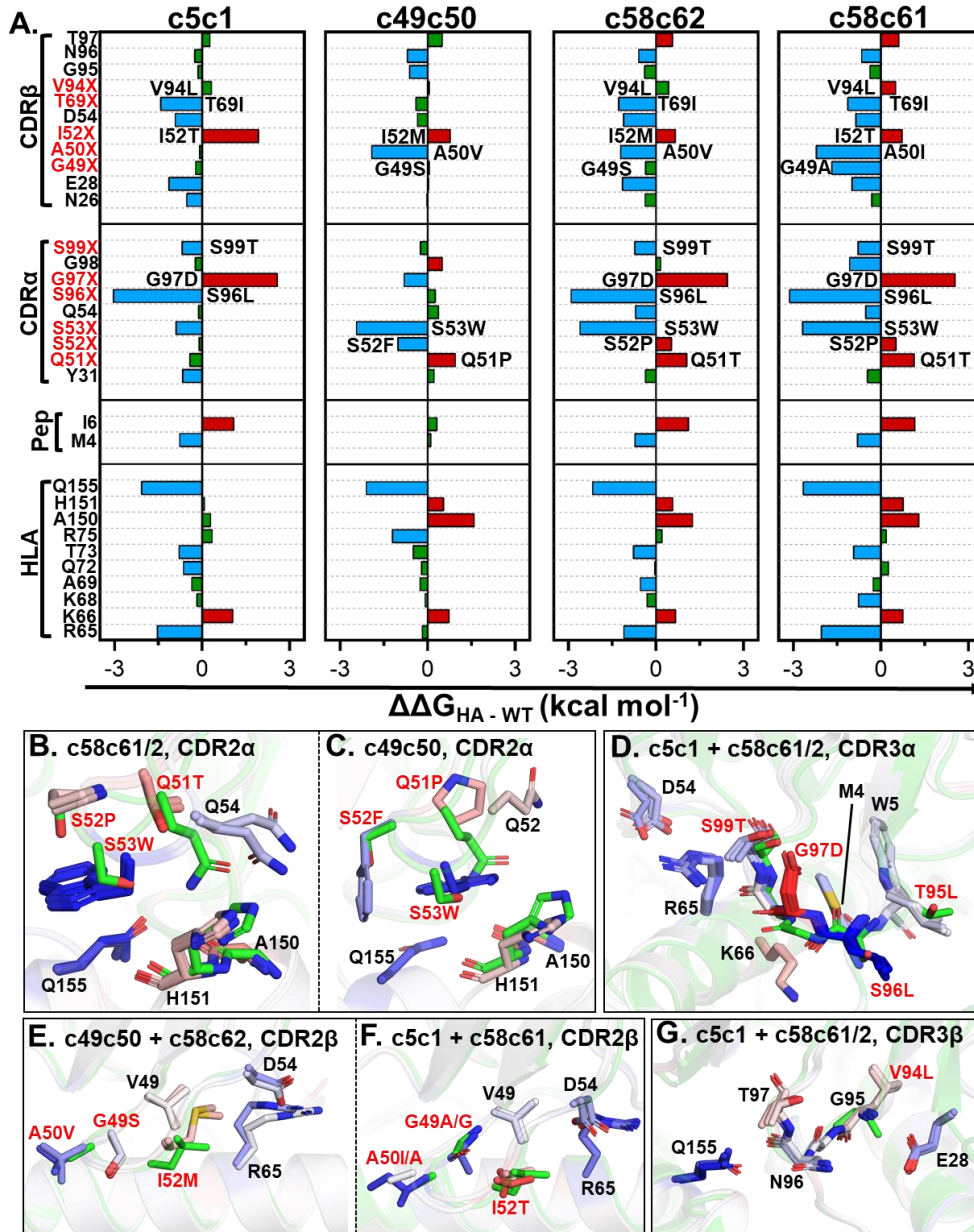 A.
c5c1 c49c50 c58c62 c58c61
CDRβ
T97
N96
G95
V94X V94L V94L V94L
T69X T69I T69I T69I
D54
I52X I52T I52M I52M I52T
A50X A50V A50V A50I
G49X G49S G49S G49A
E28
N26
CDRα
S99X S99T S99T S99T
G98
G97X G97D G97D G97D
S96X S96L S96L S96L
Q54
S53X S53W S53W S53W
S52X S52F S52P S52P
Q51X Q51P Q51T Q51T
Y31
Pep
I6
M4
HLA
Q155
H151
A150
R75
T73
Q72
A69
K68
K66
R65
-3 0 3 -3 0 3 -3 0 3 -3 0 3
ΔΔG HA - WT (kcal mol-1)
B. c58c61/2, CDR2α
Q51T
S52P
Q54
S53W
A150
Q155
H151
C. c49c50, CDR2α
Q51P
S52F
Q52
S53W
Q155
A150
H151
D. c5c1 + c58c61/2, CDR3α
D54
M4
W5
S99T
G97D
T95L
R65
K66
S96L
E. c49c50 + c58c62, CDR2β
D54
V49
G49S
A50V
I52M
R65
F. c5c1 + c58c61, CDR2β
V49
D54
G49A/G
A50I/A
R65
I52T
G. c5c1 + c58c61/2, CDR3β
V94L
T97
G95
Q155
N96
E28